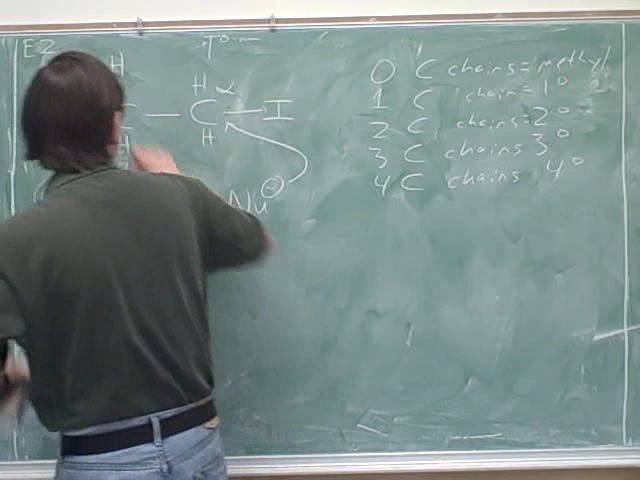 E2
H
H α
C — I
H
H
Nu ⊖
0 C chains = methyl
1 C chain = 1°
2 C chains = 2°
3 C chains 3°
4 C chains 4°